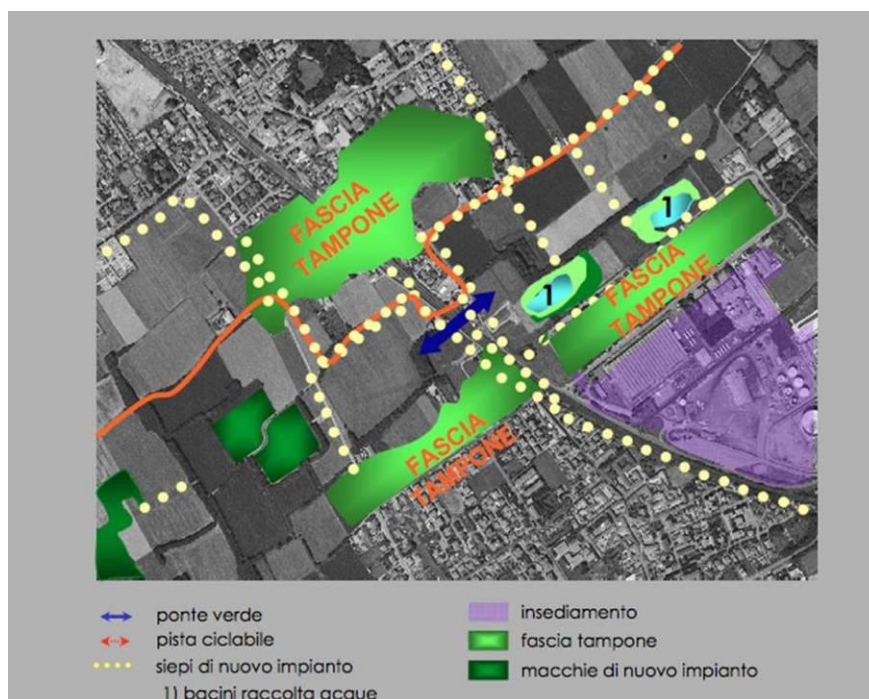 FASCIA
TAMPONE
1
1
FASCIA
TAMPONE
FASCIA
TAMPONE
ponte verde
pista ciclabile
siepi di nuovo impianto
1) bacini raccolta acque
insediamento
fascia tampone
macchie di nuovo impianto